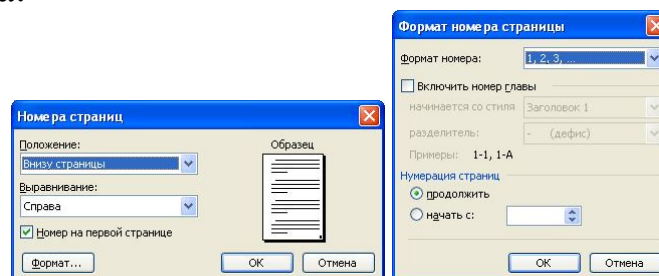 Номера страниц
Положение:
Образец
Внизу страницы
Выравнивание:
Справа
Номер на первой странице
Формат...
ОК
Отмена
Формат номера страницы
Формат номера:
1, 2, 3, ...
Включить номер главы
начинается со стиля
Заголовок 1
разделитель:
- (дефис)
Примеры: 1-1, 1-A
Нумерация страниц
продолжить
начать с:
ОК
Отмена